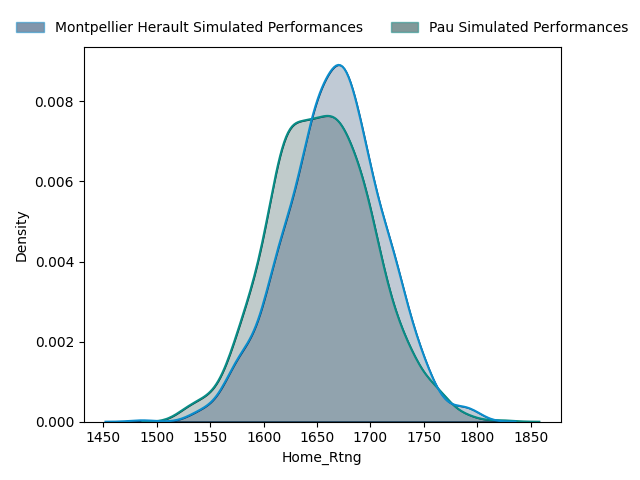 Montpellier Herault Simulated Performances
Pau Simulated Performances
Density
0.008
0.006
0.004
0.002
0.000
1450 1500 1550 1600 1650 1700 1750 1800 1850
Home_Rtng